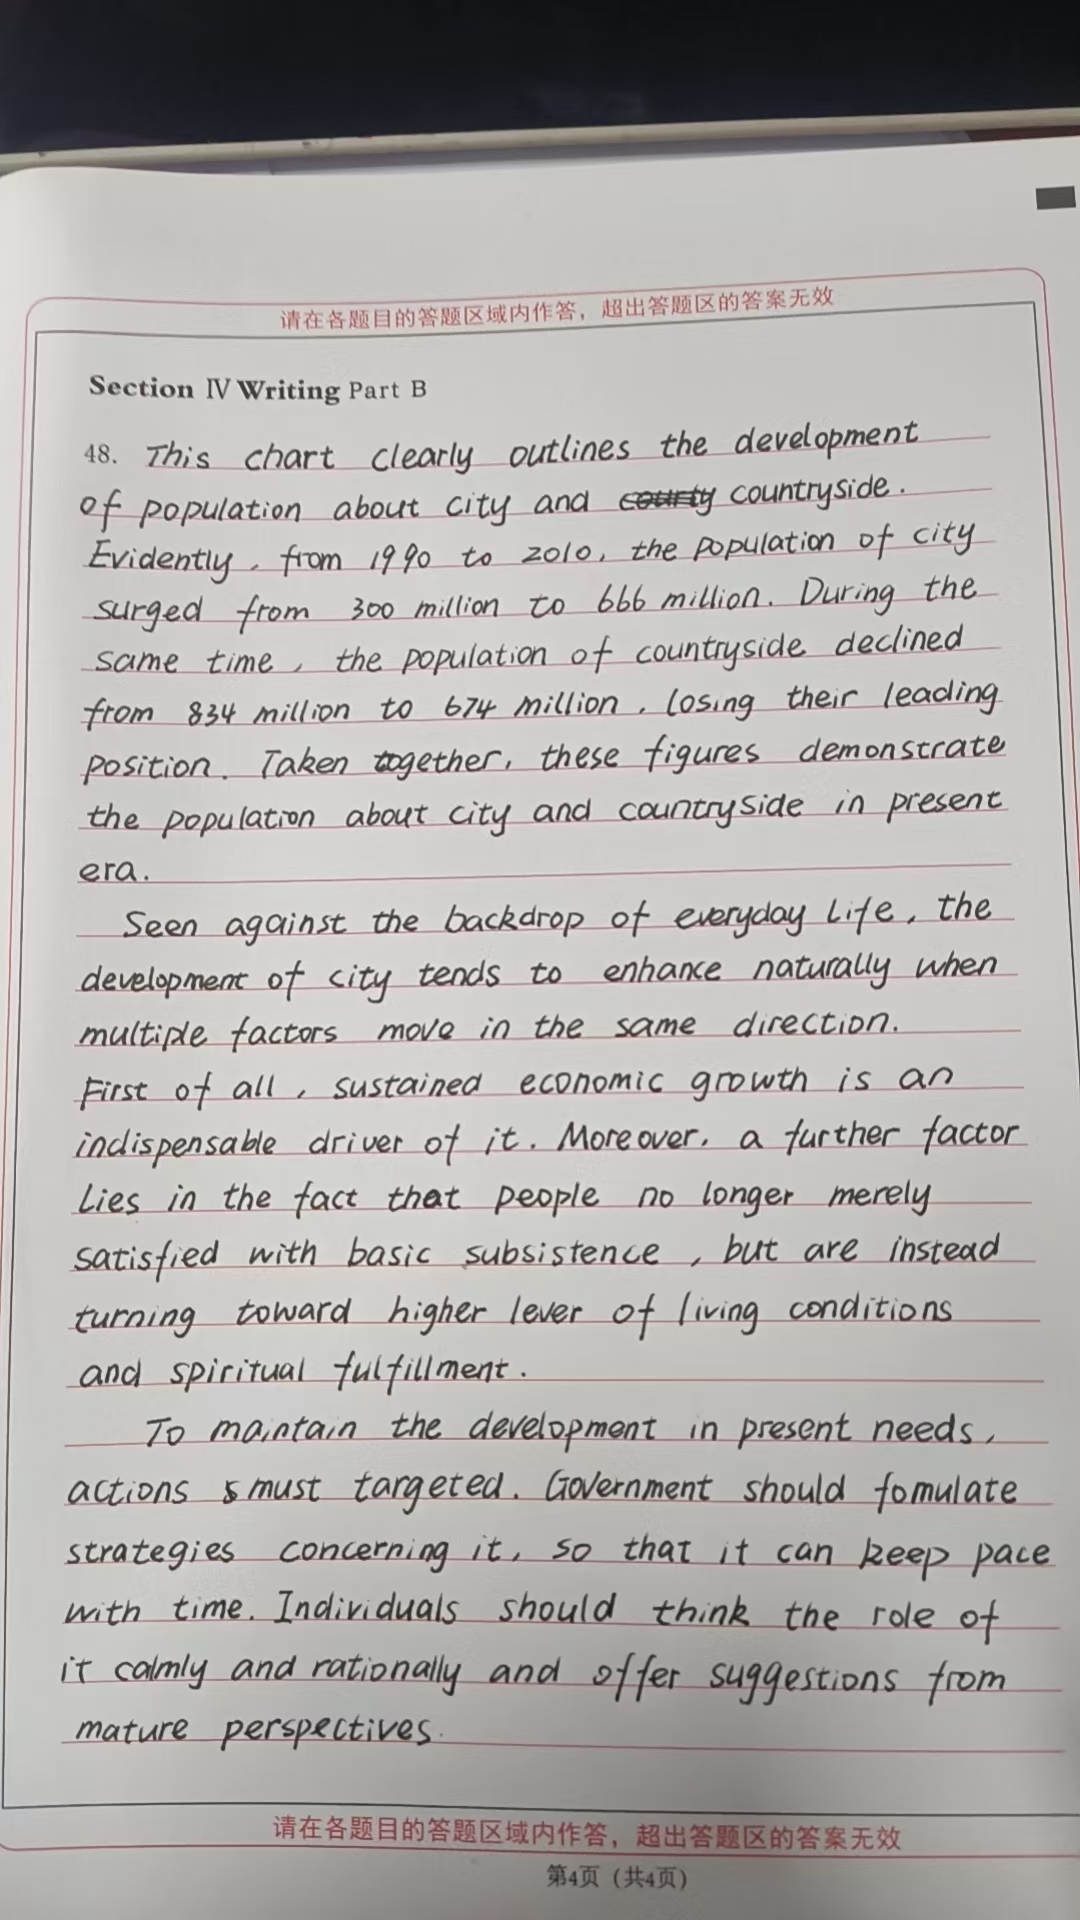 请在各题目的答题区域内作答，超出答题区的答案无效
Section Ⅳ Writing Part B
48. This chart clearly outlines the development
of population about city and countryside.
Evidently, from 1990 to 2010, the population of city
surged from 300 million to 666 million. During the
same time, the population of countryside declined
from 834 million to 674 million, losing their leading
position. Taken together, these figures demonstrate
the population about city and countryside in present
era.
Seen against the backdrop of everyday life, the
development of city tends to enhance naturally when
multiple factors move in the same direction.
First of all, sustained economic growth is an
indispensable driver of it. Moreover, a further factor
lies in the fact that people no longer merely
satisfied with basic subsistence, but are instead
turning toward higher lever of living conditions
and spiritual fulfillment.
To maintain the development in present needs,
actions must targeted. Government should fomulate
strategies concerning it, so that it can keep pace
with time. Individuals should think the role of
it calmly and rationally and offer suggestions from
mature perspectives.
请在各题目的答题区域内作答，超出答题区的答案无效
第4页（共4页）